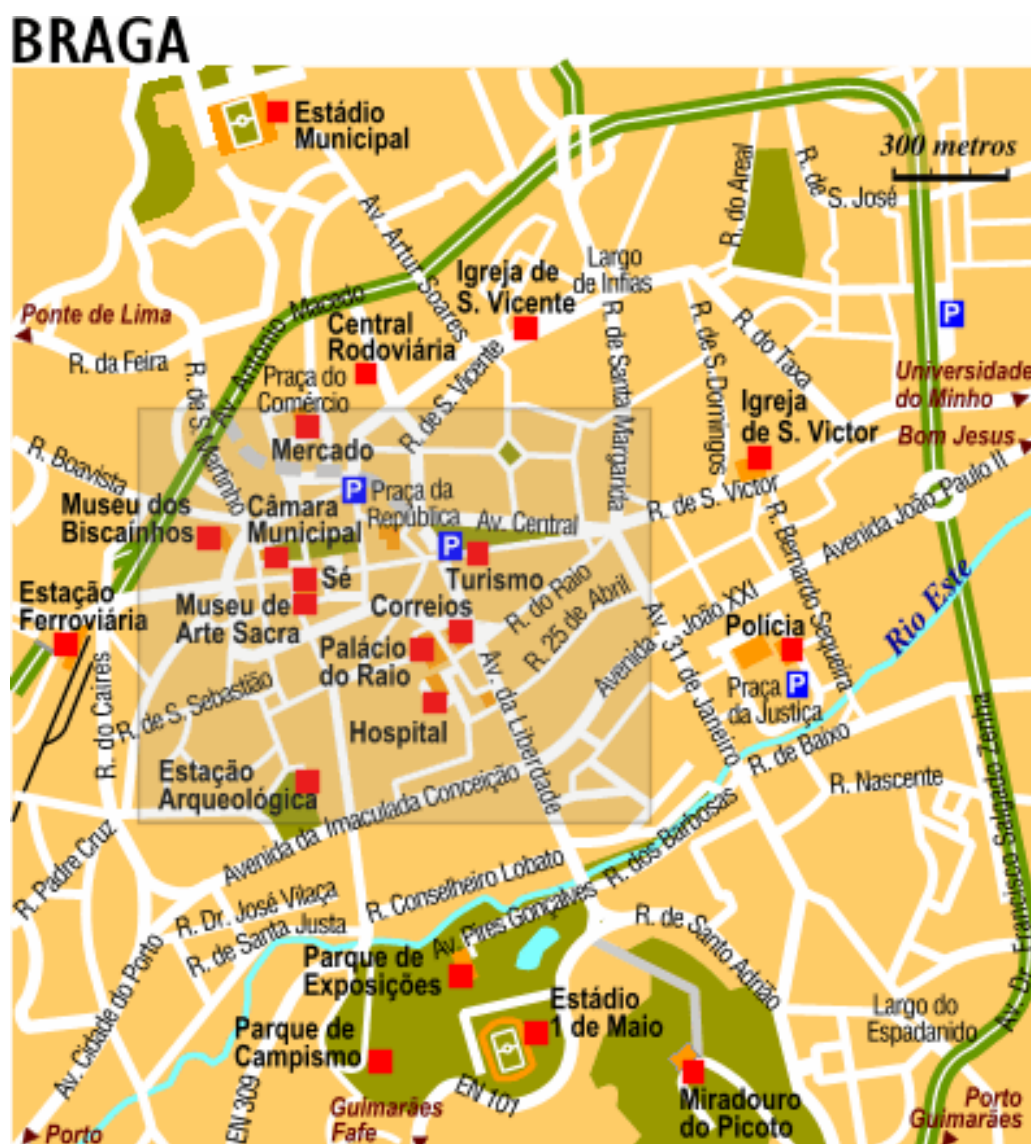 BRAGA
Estádio
Municipal
300 metros
R. do Areal
R. de S. José
Av. Artur Soares
Largo
de Infias
Igreja de
S. Vicente
Ponte de Lima
Av. António Macedo
R. da Feira
Central
Rodoviária
R. de S. Vicente
R. de Santa Margarida
R. de S. Domingos
R. do Taxa
P
Universidade
do Minho
Praça do
Comércio
R. de S. Martinho
Igreja
de S. Victor
Bom Jesus
Mercado
R. Boavista
P
Praça da
República
Museu dos
Biscaínhos
Câmara
Municipal
Av. Central
R. de S. Victor
Avenida João Paulo II
P
Turismo
R. Bernardo Sequeira
Sé
Estação
Ferroviária
Museu de
Arte Sacra
Correios
R. do Raio
R. 25 de Abril
Avenida João XXI
Rio Este
Palácio
do Raio
Av. 31 de Janeiro
Polícia
P
Praça
da Justiça
R. do Caires
R. de S. Sebastião
Hospital
Av. da Liberdade
R. de Baixo
Estação
Arqueológica
Avenida da Imaculada Conceição
R. Nascente
Av. Dr. Francisco Salgado Zenha
R. Padre Cruz
R. dos Barbosas
R. Dr. José Vilaça
R. Conselheiro Lobato
R. de Santa Justa
Av. Pires Gonçalves
R. de Santo Adrião
Parque de
Exposições
Av. Cidade do Porto
Estádio
1 de Maio
Largo do
Espadanido
Parque de
Campismo
EN 309
EN 101
Miradouro
do Picoto
Guimarães
Fafe
Porto
Guimarães
Porto